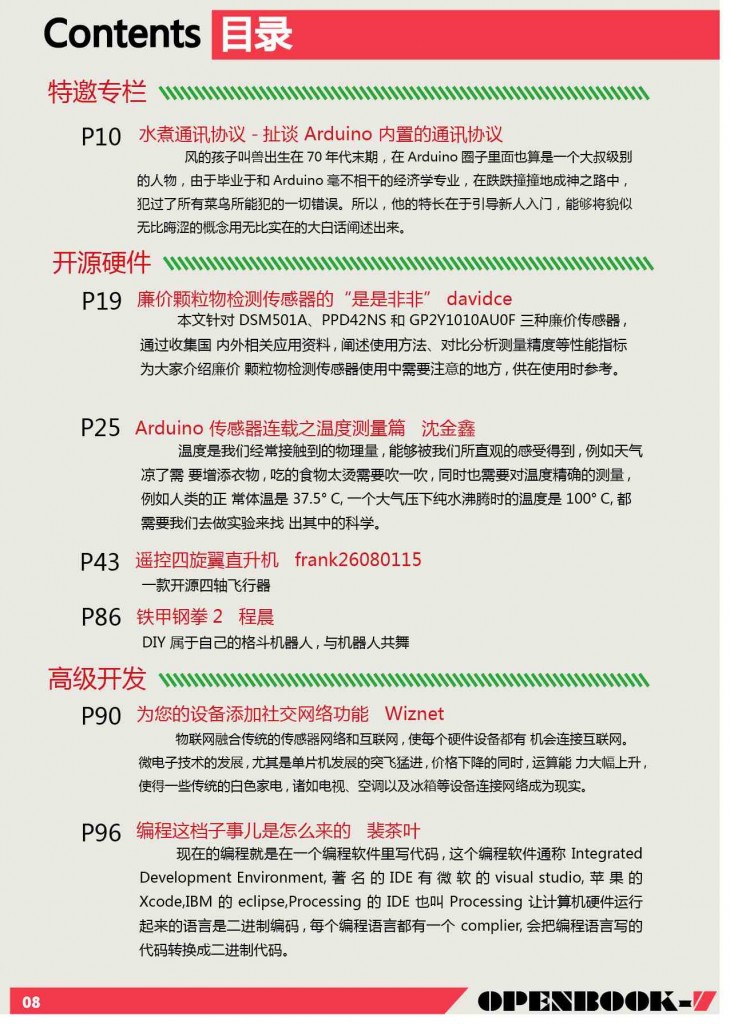 Contents 目录
特邀专栏
P10 水煮通讯协议 - 扯谈 Arduino 内置的通讯协议
风的孩子叫兽出生在 70 年代末期，在 Arduino 圈子里面也算是一个大叔级别
的人物，由于毕业于和 Arduino 毫不相干的经济学专业，在跌跌撞撞地成神之路中，
犯过了所有菜鸟所能犯的一切错误。所以，他的特长在于引导新人入门，能够将貌似
无比晦涩的概念用无比实在的大白话阐述出来。
开源硬件
P19 廉价颗粒物检测传感器的“是是非非” davidce
本文针对 DSM501A、PPD42NS 和 GP2Y1010AU0F 三种廉价传感器，
通过收集国 内外相关应用资料，阐述使用方法、对比分析测量精度等性能指标
为大家介绍廉价 颗粒物检测传感器使用中需要注意的地方，供在使用时参考。
P25 Arduino 传感器连载之温度测量篇 沈金鑫
温度是我们经常接触到的物理量，能够被我们所直观的感受得到，例如天气
凉了需 要增添衣物，吃的食物太烫需要吹一吹，同时也需要对温度精确的测量，
例如人类的正 常体温是 37.5° C, 一个大气压下纯水沸腾时的温度是 100° C, 都
需要我们去做实验来找 出其中的科学。
P43 遥控四旋翼直升机 frank26080115
一款开源四轴飞行器
P86 铁甲钢拳 2 程晨
DIY 属于自己的格斗机器人，与机器人共舞
高级开发
P90 为您的设备添加社交网络功能 Wiznet
物联网融合传统的传感器网络和互联网，使每个硬件设备都有 机会连接互联网。
微电子技术的发展，尤其是单片机发展的突飞猛进，价格下降的同时，运算能 力大幅上升，
使得一些传统的白色家电，诸如电视、空调以及冰箱等设备连接网络成为现实。
P96 编程这档子事儿是怎么来的 裴茶叶
现在的编程就是在一个编程软件里写代码，这个编程软件通称 Integrated
Development Environment, 著名的 IDE 有微软的 visual studio, 苹果的
Xcode,IBM 的 eclipse,Processing 的 IDE 也叫 Processing 让计算机硬件运行
起来的语言是二进制编码，每个编程语言都有一个 complier, 会把编程语言写的
代码转换成二进制代码。
08 OPENBOOK-//